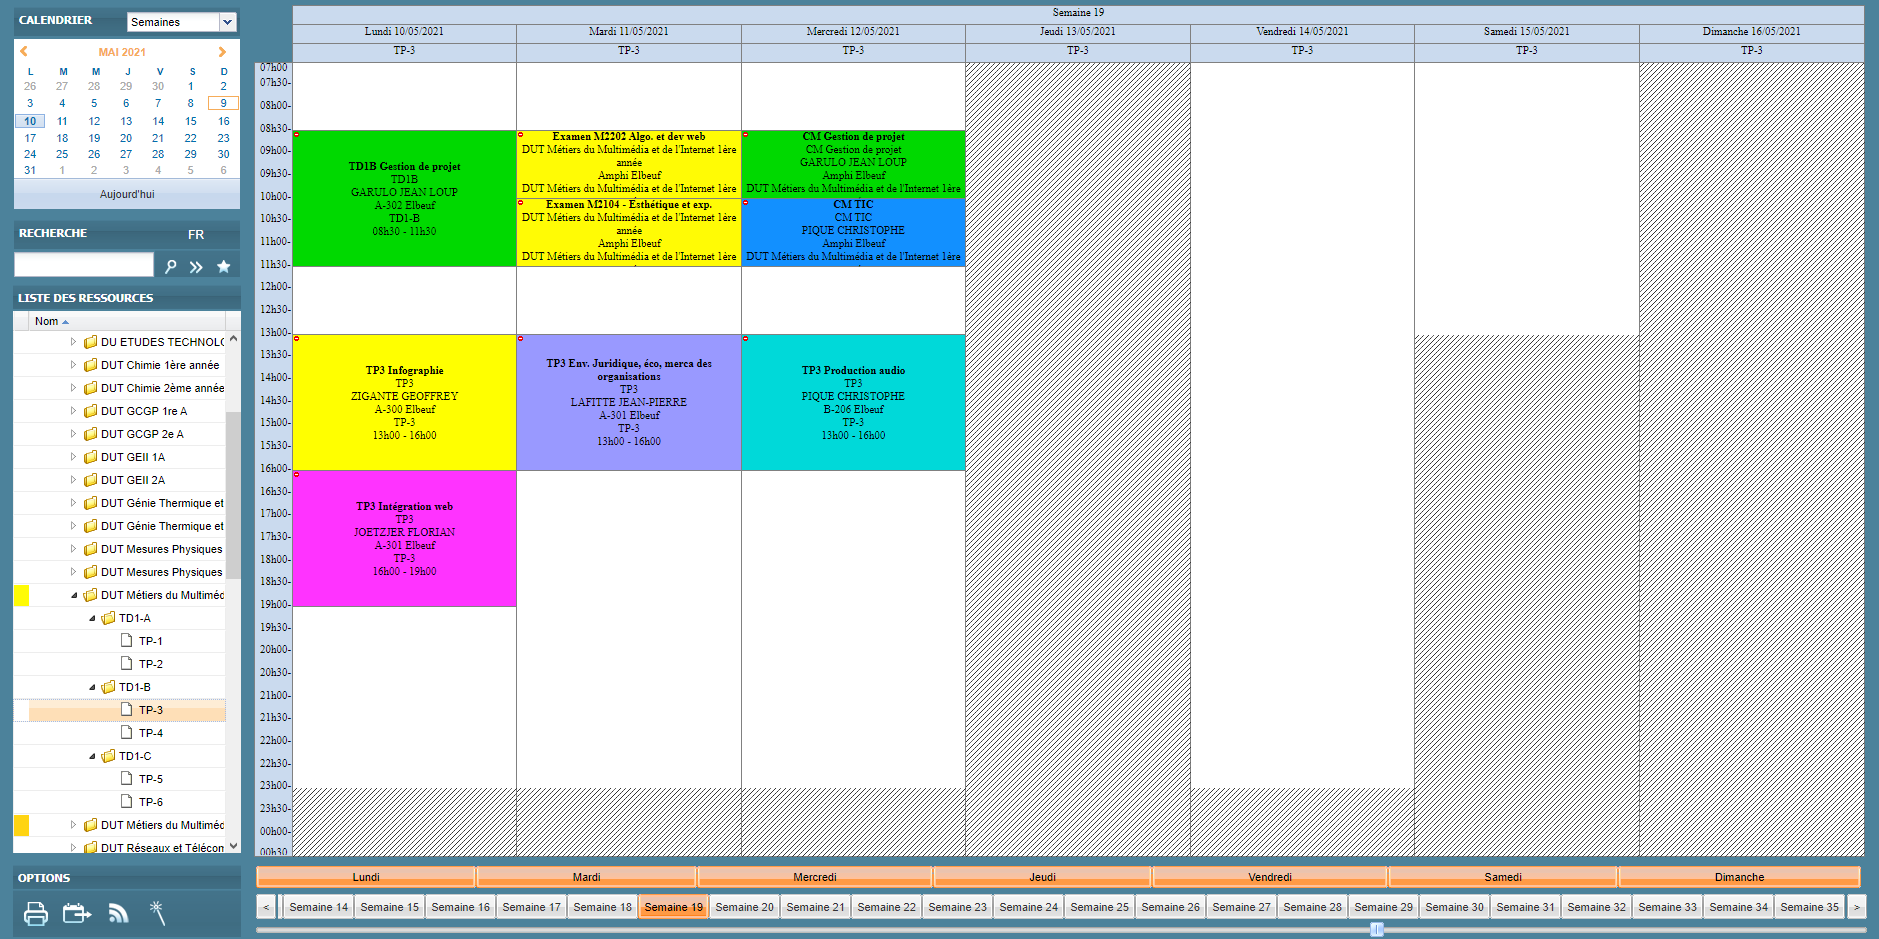 CALENDRIER
Semaines
MAI 2021
L M M J V S D
26 27 28 29 30 1 2
3 4 5 6 7 8 9
10 11 12 13 14 15 16
17 18 19 20 21 22 23
24 25 26 27 28 29 30
31 1 2 3 4 5 6
Aujourd'hui
RECHERCHE FR
LISTE DES RESSOURCES
Nom
DU ETUDES TECHNOLO
DUT Chimie 1ère année
DUT Chimie 2ème année
DUT GCGP 1re A
DUT GCGP 2e A
DUT GEII 1A
DUT GEII 2A
DUT Génie Thermique et
DUT Génie Thermique et
DUT Mesures Physiques
DUT Mesures Physiques
DUT Métiers du Multiméd
TD1-A
TP-1
TP-2
TD1-B
TP-3
TP-4
TD1-C
TP-5
TP-6
DUT Métiers du Multiméd
DUT Réseaux et Télécom
OPTIONS
Semaine 19
Lundi 10/05/2021 Mardi 11/05/2021 Mercredi 12/05/2021 Jeudi 13/05/2021 Vendredi 14/05/2021 Samedi 15/05/2021 Dimanche 16/05/2021
TP-3 TP-3 TP-3 TP-3 TP-3 TP-3 TP-3
07h00
07h30-
08h00-
08h30-
09h00-
09h30-
10h00-
10h30-
11h00-
11h30-
12h00-
12h30-
13h00-
13h30-
14h00-
14h30-
15h00-
15h30-
16h00-
16h30-
17h00-
17h30-
18h00-
18h30-
19h00-
19h30-
20h00-
20h30-
21h00-
21h30-
22h00-
22h30-
23h00-
23h30-
00h00-
00h30
TD1B Gestion de projet
TD1B
GARULO JEAN LOUP
A-302 Elbeuf
TD1-B
08h30 - 11h30
TP3 Infographie
TP3
ZIGANTE GEOFFREY
A-300 Elbeuf
TP-3
13h00 - 16h00
TP3 Intégration web
TP3
JOETZJER FLORIAN
A-301 Elbeuf
TP-3
16h00 - 19h00
Examen M2202 Algo. et dev web
DUT Métiers du Multimédia et de l'Internet 1ère
année
Amphi Elbeuf
DUT Métiers du Multimédia et de l'Internet 1ère
Examen M2104 - Esthétique et exp.
DUT Métiers du Multimédia et de l'Internet 1ère
année
Amphi Elbeuf
DUT Métiers du Multimédia et de l'Internet 1ère
TP3 Env. Juridique, éco, merca des
organisations
TP3
LAFITTE JEAN-PIERRE
A-301 Elbeuf
TP-3
13h00 - 16h00
CM Gestion de projet
CM Gestion de projet
GARULO JEAN LOUP
Amphi Elbeuf
DUT Métiers du Multimédia et de l'Internet 1ère
CM TIC
CM TIC
PIQUE CHRISTOPHE
Amphi Elbeuf
DUT Métiers du Multimédia et de l'Internet 1ère
TP3 Production audio
TP3
PIQUE CHRISTOPHE
B-206 Elbeuf
TP-3
13h00 - 16h00
Lundi Mardi Mercredi Jeudi Vendredi Samedi Dimanche
< Semaine 14 Semaine 15 Semaine 16 Semaine 17 Semaine 18 Semaine 19 Semaine 20 Semaine 21 Semaine 22 Semaine 23 Semaine 24 Semaine 25 Semaine 26 Semaine 27 Semaine 28 Semaine 29 Semaine 30 Semaine 31 Semaine 32 Semaine 33 Semaine 34 Semaine 35 >